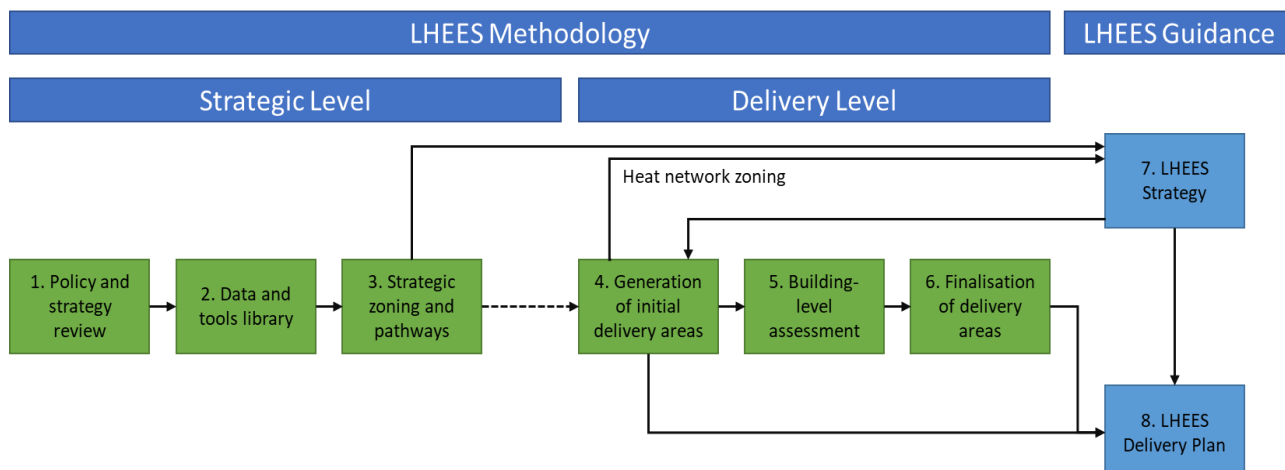 LHEES Methodology
LHEES Guidance
Strategic Level
Delivery Level
Heat network zoning
7. LHEES
Strategy
1. Policy and
strategy
review
2. Data and
tools library
3. Strategic
zoning and
pathways
4. Generation
of initial
delivery areas
5. Building-
level
assessment
6. Finalisation
of delivery
areas
8. LHEES
Delivery Plan